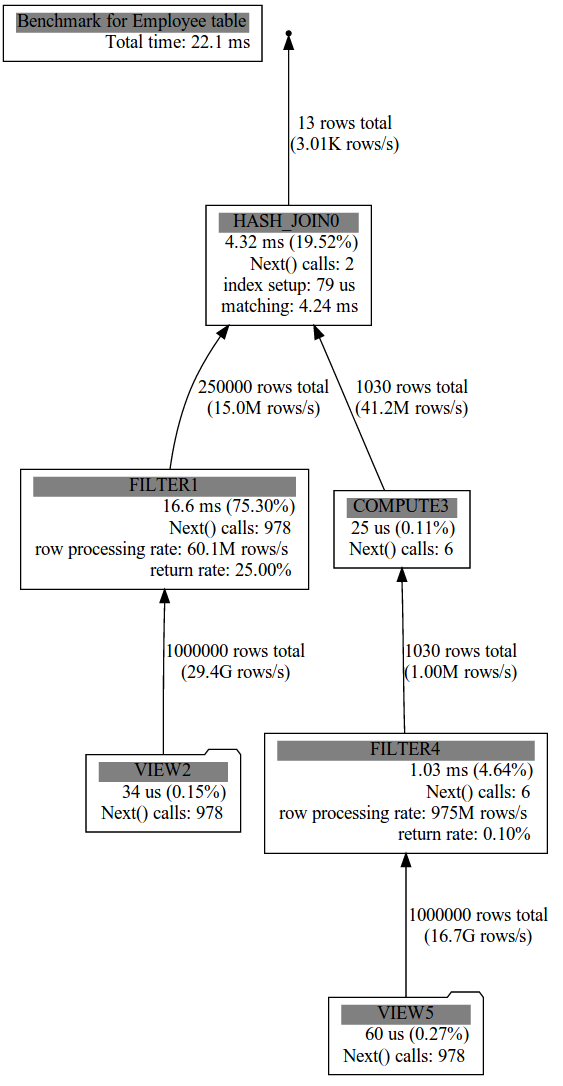 Benchmark for Employee table
Total time: 22.1 ms
13 rows total
(3.01K rows/s)
HASH_JOIN0
4.32 ms (19.52%)
Next() calls: 2
index setup: 79 us
matching: 4.24 ms
250000 rows total
(15.0M rows/s)
1030 rows total
(41.2M rows/s)
FILTER1
16.6 ms (75.30%)
Next() calls: 978
row processing rate: 60.1M rows/s
return rate: 25.00%
COMPUTE3
25 us (0.11%)
Next() calls: 6
1000000 rows total
(29.4G rows/s)
1030 rows total
(1.00M rows/s)
VIEW2
34 us (0.15%)
Next() calls: 978
FILTER4
1.03 ms (4.64%)
Next() calls: 6
row processing rate: 975M rows/s
return rate: 0.10%
1000000 rows total
(16.7G rows/s)
VIEW5
60 us (0.27%)
Next() calls: 978